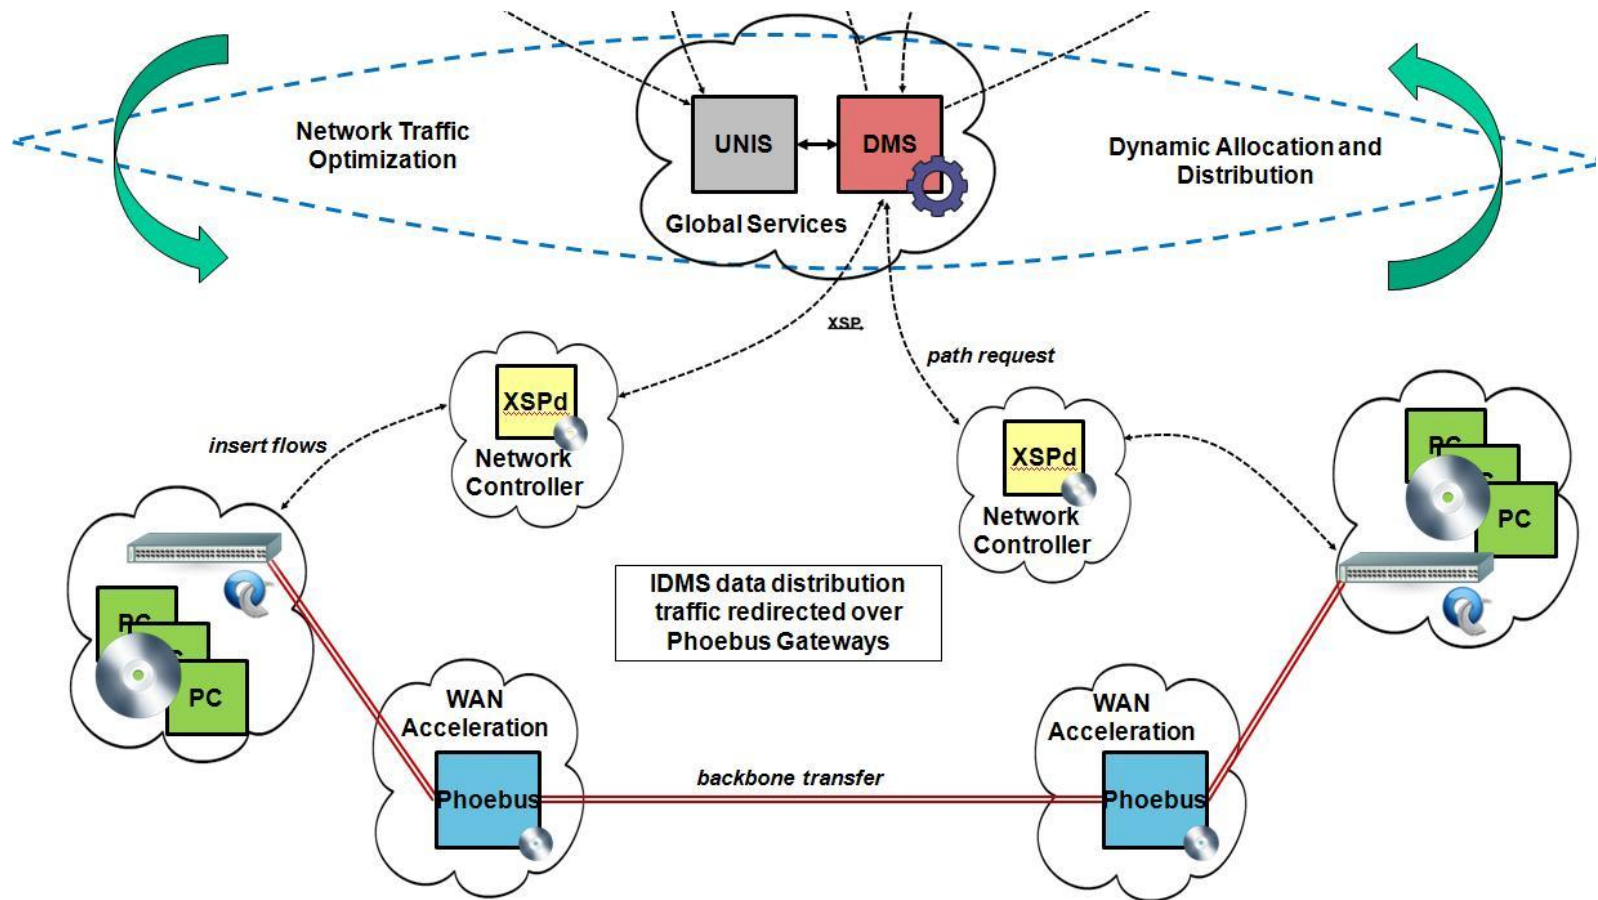 Network Traffic
Optimization
UNIS
DMS
Global Services
Dynamic Allocation and
Distribution
XSP
path request
insert flows
XSPd
Network
Controller
XSPd
Network
Controller
PC
PC
IDMS data distribution
traffic redirected over
Phoebus Gateways
WAN
Acceleration
Phoebus
backbone transfer
WAN
Acceleration
Phoebus